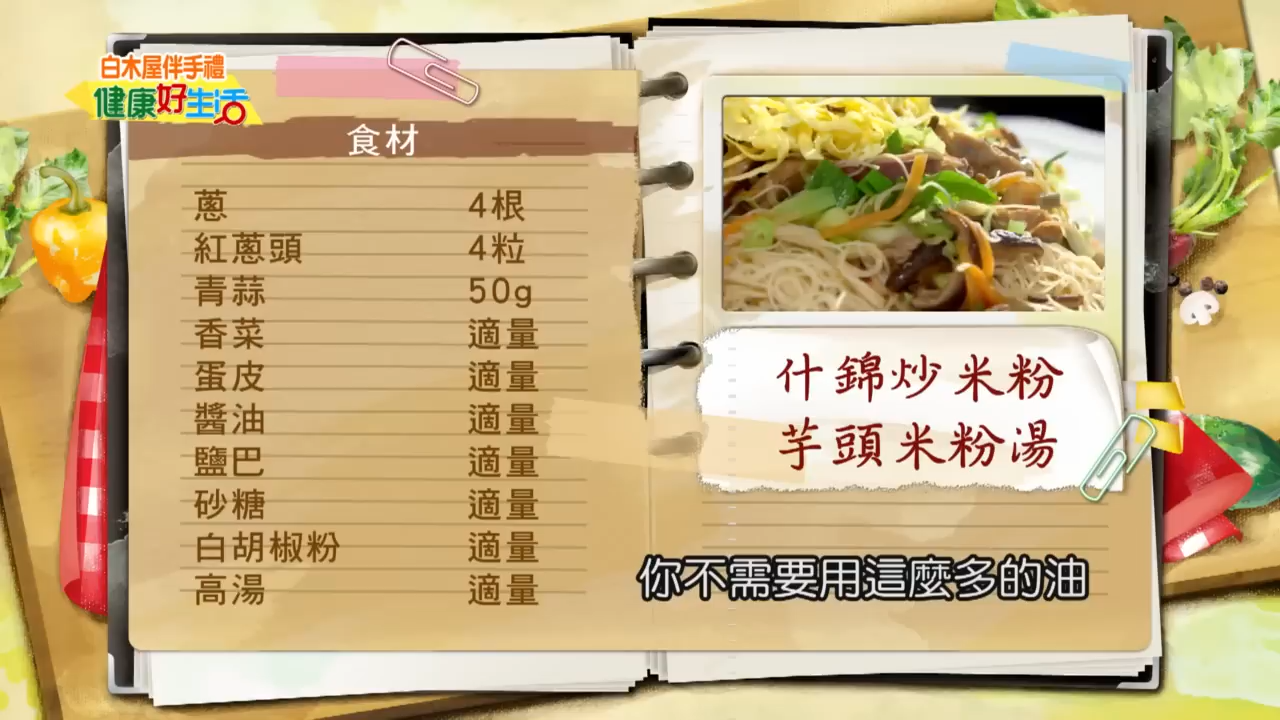 白木屋伴手禮
健康好生活
食材
蔥 4根
紅蔥頭 4粒
青蒜 50g
香菜 適量
蛋皮 適量
醬油 適量
鹽巴 適量
砂糖 適量
白胡椒粉 適量
高湯 適量
什錦炒米粉
芋頭米粉湯
你不需要用這麼多的油